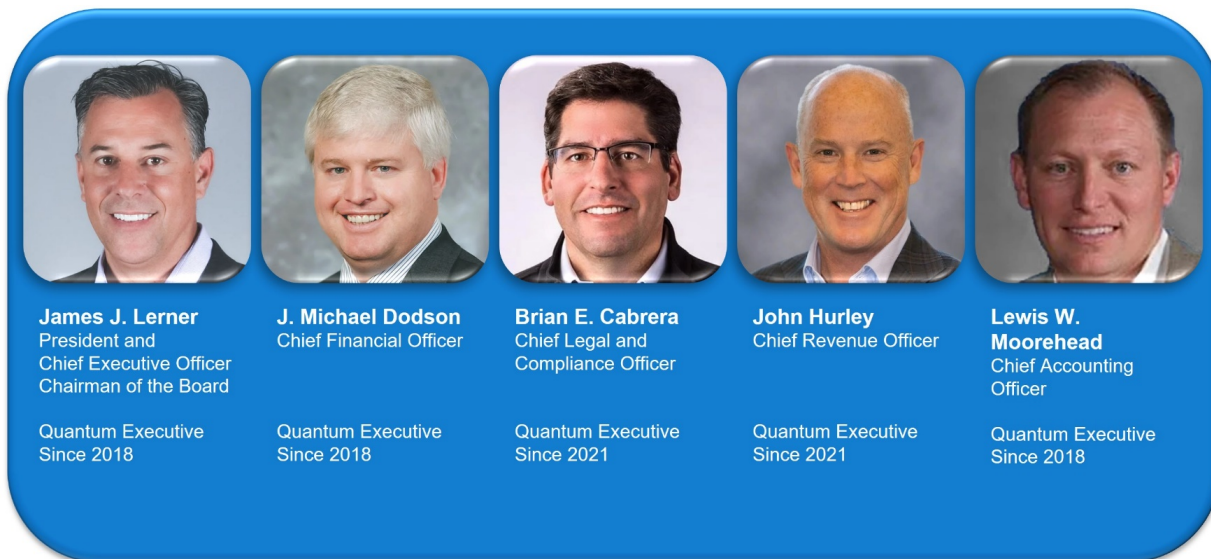 James J. Lerner
President and
Chief Executive Officer
Chairman of the Board
Quantum Executive
Since 2018
J. Michael Dodson
Chief Financial Officer
Quantum Executive
Since 2018
Brian E. Cabrera
Chief Legal and
Compliance Officer
Quantum Executive
Since 2021
John Hurley
Chief Revenue Officer
Quantum Executive
Since 2021
Lewis W.
Moorehead
Chief Accounting
Officer
Quantum Executive
Since 2018